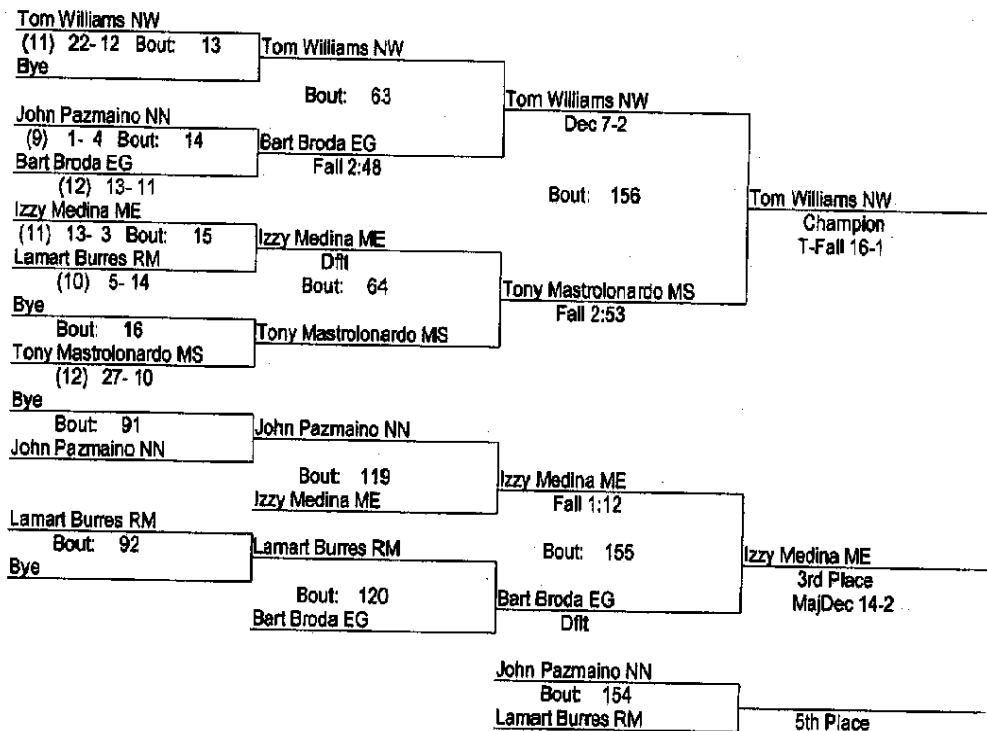 Tom Williams NW
(11) 22- 12 Bout: 13
Bye
Tom Williams NW
Bout: 63
John Pazmaino NN
(9) 1- 4 Bout: 14
Bart Broda EG
(12) 13- 11
Bart Broda EG
Fall 2:48
Tom Williams NW
Dec 7-2
Bout: 156
Izzy Medina ME
(11) 13- 3 Bout: 15
Lamart Burres RM
(10) 5- 14
Izzy Medina ME
Dflt
Bout: 64
Bye
Bout: 16
Tony Mastrolonardo MS
(12) 27- 10
Tony Mastrolonardo MS
Tony Mastrolonardo MS
Fall 2:53
Tom Williams NW
Champion
T-Fall 16-1
Bye
Bout: 91
John Pazmaino NN
John Pazmaino NN
Bout: 119
Izzy Medina ME
Izzy Medina ME
Fall 1:12
Bout: 155
Lamart Burres RM
Bout: 92
Bye
Lamart Burres RM
Bout: 120
Bart Broda EG
Bart Broda EG
Dflt
Izzy Medina ME
3rd Place
MajDec 14-2
John Pazmaino NN
Bout 154
Lamart Burres RM
5th Place